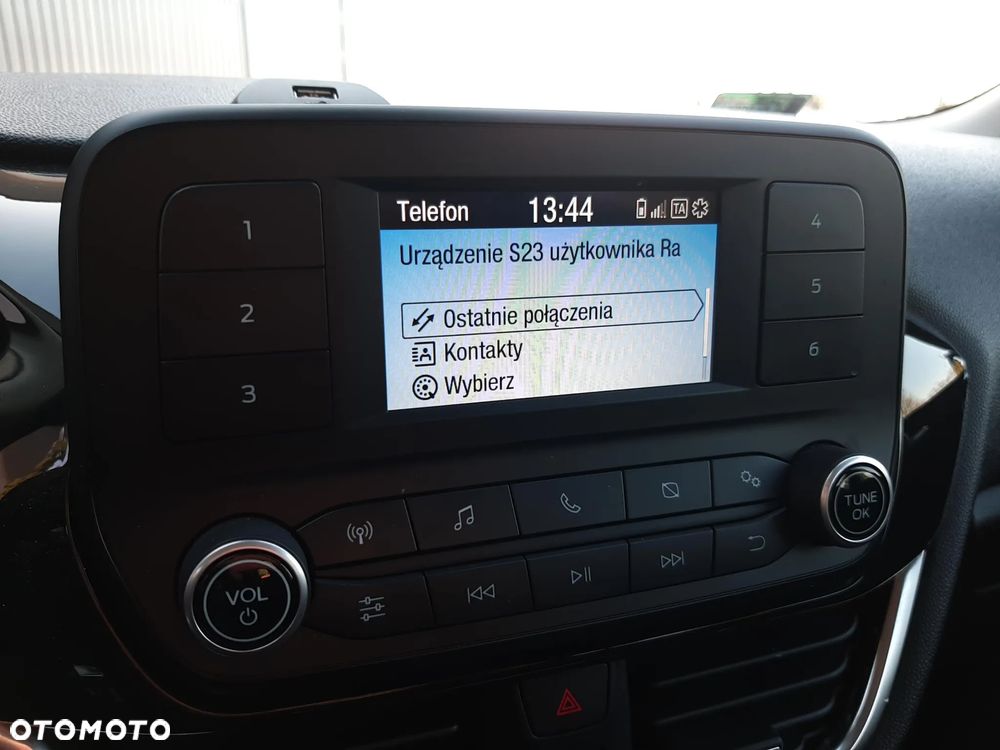 1
2
3
Telefon 13:44 TA
Urządzenie S23 użytkownika Ra
Ostatnie połączenia
Kontakty
Wybierz
4
5
6
VOL
TUNE
OK
OTOMOTO